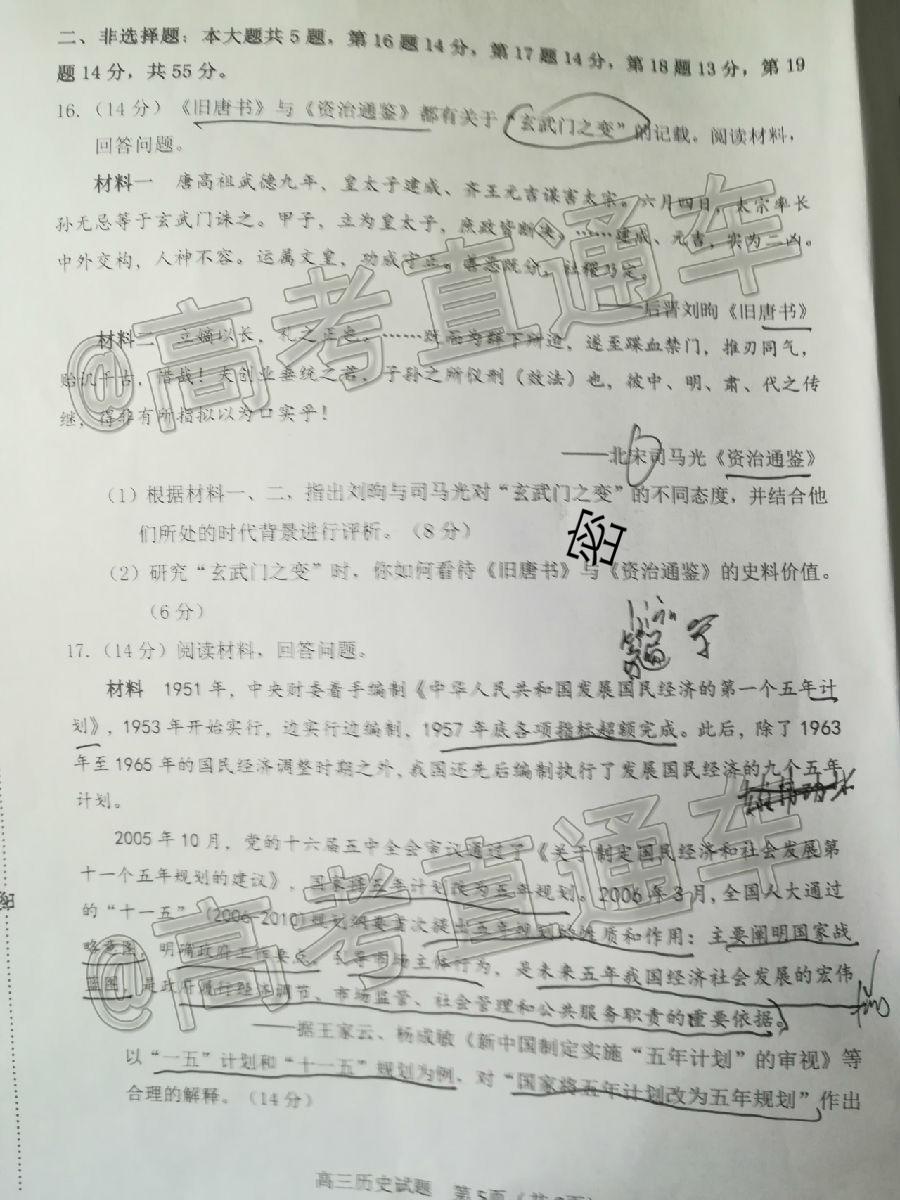 二、非选择题：本大题共5题，第16题14分，第17题14分，第18题13分，第19
题14分，共55分。
16.（14分）《旧唐书》与《资治通鉴》都有关于“玄武门之变”的记载。阅读材料，
回答问题。
材料一 唐高祖武德九年，皇太子建成、齐王元吉谋害太宗。六月四日，太宗率长
孙无忌等于玄武门诛之。甲子，立为皇太子，庶政皆断决。……建成、元吉，实为二凶。
中外交构，人神不容。运属文皇，功成守正。善恶既分，社稷乃定。
——后晋刘昫《旧唐书》
材料二 立嫡以长，礼之正也。……既而为群下所迫，遂至蹀血禁门，推刃同气，
贻讥千古，惜哉！夫创业垂统之君，子孙之所仪刑（效法）也，彼中、明、肃、代之传
继，得非有所指拟以为口实乎！
——北宋司马光《资治通鉴》
（1）根据材料一、二，指出刘昫与司马光对“玄武门之变”的不同态度，并结合他
们所处的时代背景进行评析。（8分）
密
（2）研究“玄武门之变”时，你如何看待《旧唐书》与《资治通鉴》的史料价值。
（6分）
17.（14分）阅读材料，回答问题。
材料 1951年，中央财委着手编制《中华人民共和国发展国民经济的第一个五年计
划》，1953年开始实行，边实行边编制，1957年底各项指标超额完成。此后，除了1963
年至1965年的国民经济调整时期之外，我国还先后编制执行了发展国民经济的九个五年
计划。
2005年10月，党的十六届五中全会审议通过了《关于制定国民经济和社会发展第
十一个五年规划的建议》，国家将五年计划改为五年规划。2006年3月，全国人大通过
的“十一五”（2006-2010）规划纲要首次提出五年规划的性质和作用：主要阐明国家战
略意图，明确政府工作重点，引导市场主体行为，是未来五年我国经济社会发展的宏伟
蓝图，是政府履行经济调节、市场监管、社会管理和公共服务职责的重要依据。
——据王家云、杨成敏《新中国制定实施“五年计划”的审视》等
以“一五”计划和“十一五”规划为例，对“国家将五年计划改为五年规划”作出
合理的解释。（14分）
高三历史试题 第5页（共
@高考直通车
@高考直通车